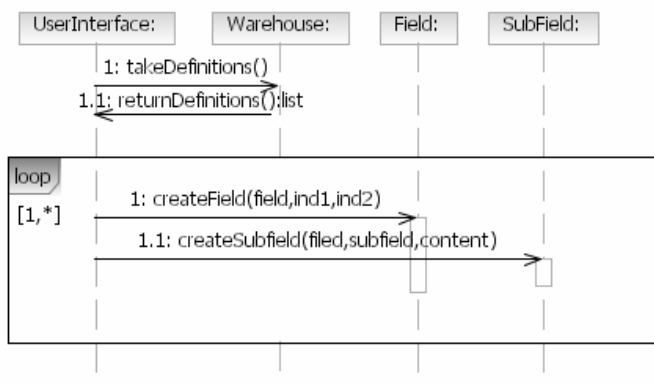 UserInterface: Warehouse: Field: SubField:
1: takeDefinitions()
1.1: returnDefinitions():list
loop
1: createField(field,ind1,ind2)
[1,*]
1.1: createSubfield(filed,subfield,content)